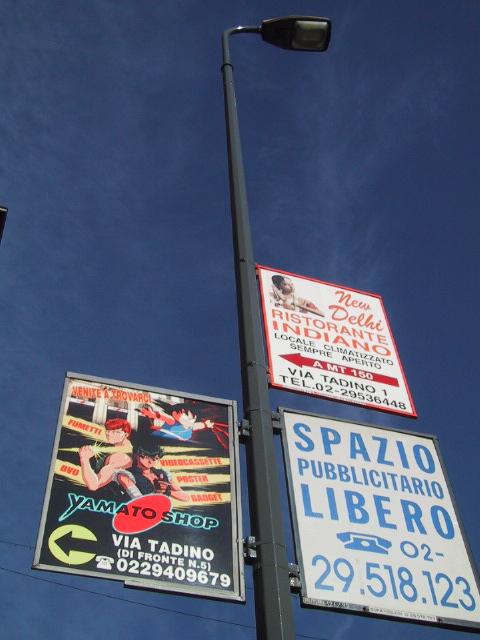 New
Delhi
RISTORANTE
INDIANO
LOCALE CLIMATIZZATO
SEMPRE APERTO
A MT 150
VIA TADINO 1
TEL.02-29536448
VENITE A TROVARCI
FUMETTI
DVD
VIDEOCASSETTE
POSTER
GADGET
YAMATO SHOP
VIA TADINO
(DI FRONTE N.5)
0229409679
SPAZIO
PUBBLICITARIO
LIBERO
02-
29.518.123